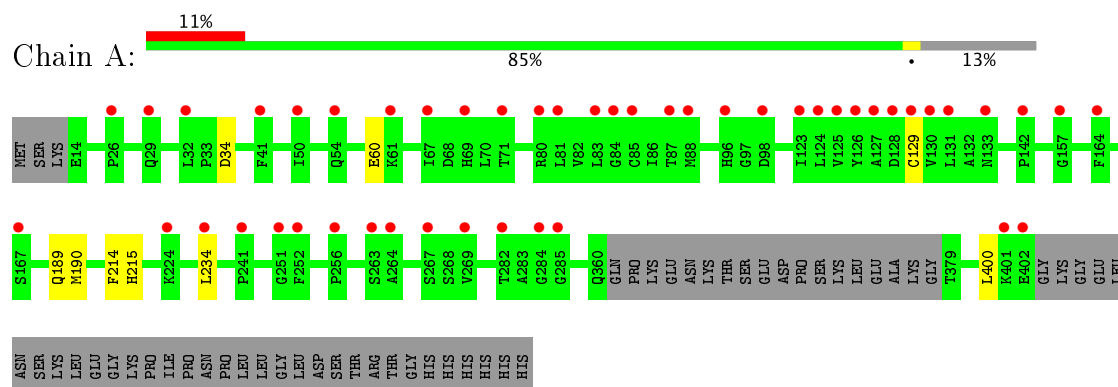 11%
Chain A:
85% • 13%
MET SER LYS E14 P26 Q29 L32 P33 D34 F41 I50 Q54 E60 K61 I67 D68 H69 L70 T71 R80 L81 V82 L83 G84 C85 I86 T87 M88 H96 G97 D98 I123 L124 V125 Y126 A127 D128 C129 V130 L131 A132 N133 P142 G157 F164
S167 Q189 M190 F214 H215 K224 L234 P241 G251 F252 P256 S263 A264 S267 S268 V269 T282 A283 G284 G285 Q360 GLN PRO LYS GLU ASN LYS THR SER GLU ASP PRO SER LYS LEU GLU ALA LYS GLY T379 L400 K401 E402 GLY LYS GLY GLU LEU
ASN SER LYS LEU GLU GLY LYS PRO ILE PRO ASN PRO LEU LEU GLY LEU ASP SER THR ARG THR GLY HIS HIS HIS HIS HIS HIS